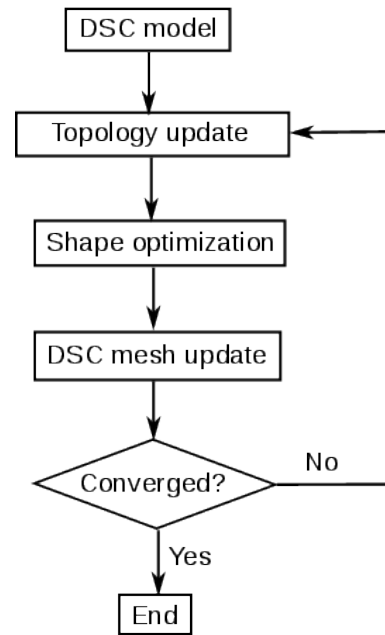 DSC model
Topology update
Shape optimization
DSC mesh update
Converged?
No
Yes
End